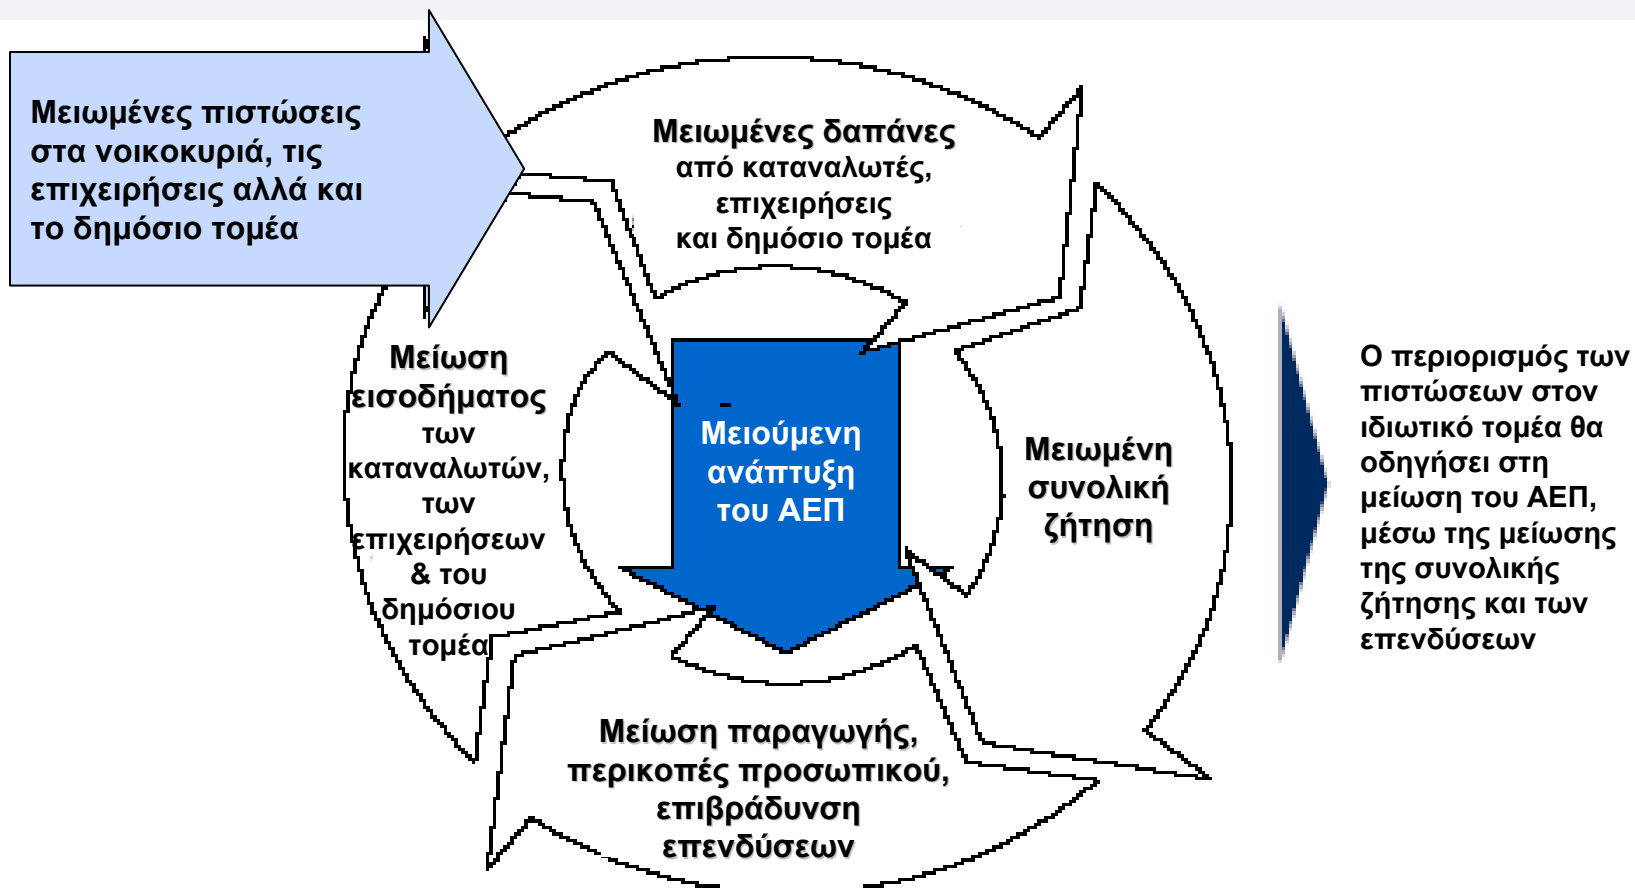 Μειωμένες πιστώσεις
στα νοικοκυριά, τις
επιχειρήσεις αλλά και
το δημόσιο τομέα
Μειωμένες δαπάνες
από καταναλωτές,
επιχειρήσεις
και δημόσιο τομέα
Μείωση
εισοδήματος
των
καταναλωτών,
των
επιχειρήσεων
& του
δημόσιου
τομέα
Μειούμενη
ανάπτυξη
του ΑΕΠ
Μειωμένη
συνολική
ζήτηση
Μείωση παραγωγής,
περικοπές προσωπικού,
επιβράδυνση
επενδύσεων
Ο περιορισμός των
πιστώσεων στον
ιδιωτικό τομέα θα
οδηγήσει στη
μείωση του ΑΕΠ,
μέσω της μείωσης
της συνολικής
ζήτησης και των
επενδύσεων